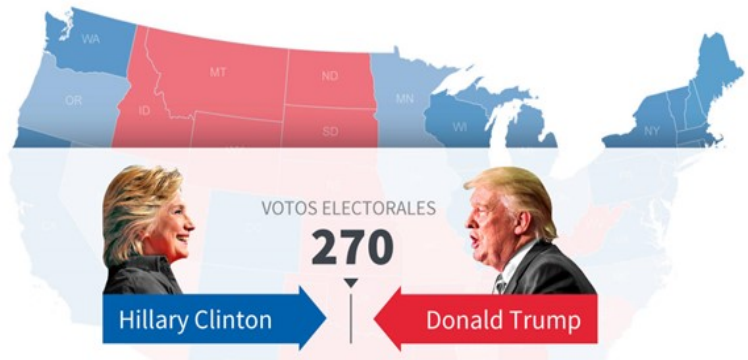 WA
MT
ND
OR
MN
ID
SD
WI
NY
VOTOS ELECTORALES
270
Hillary Clinton
Donald Trump